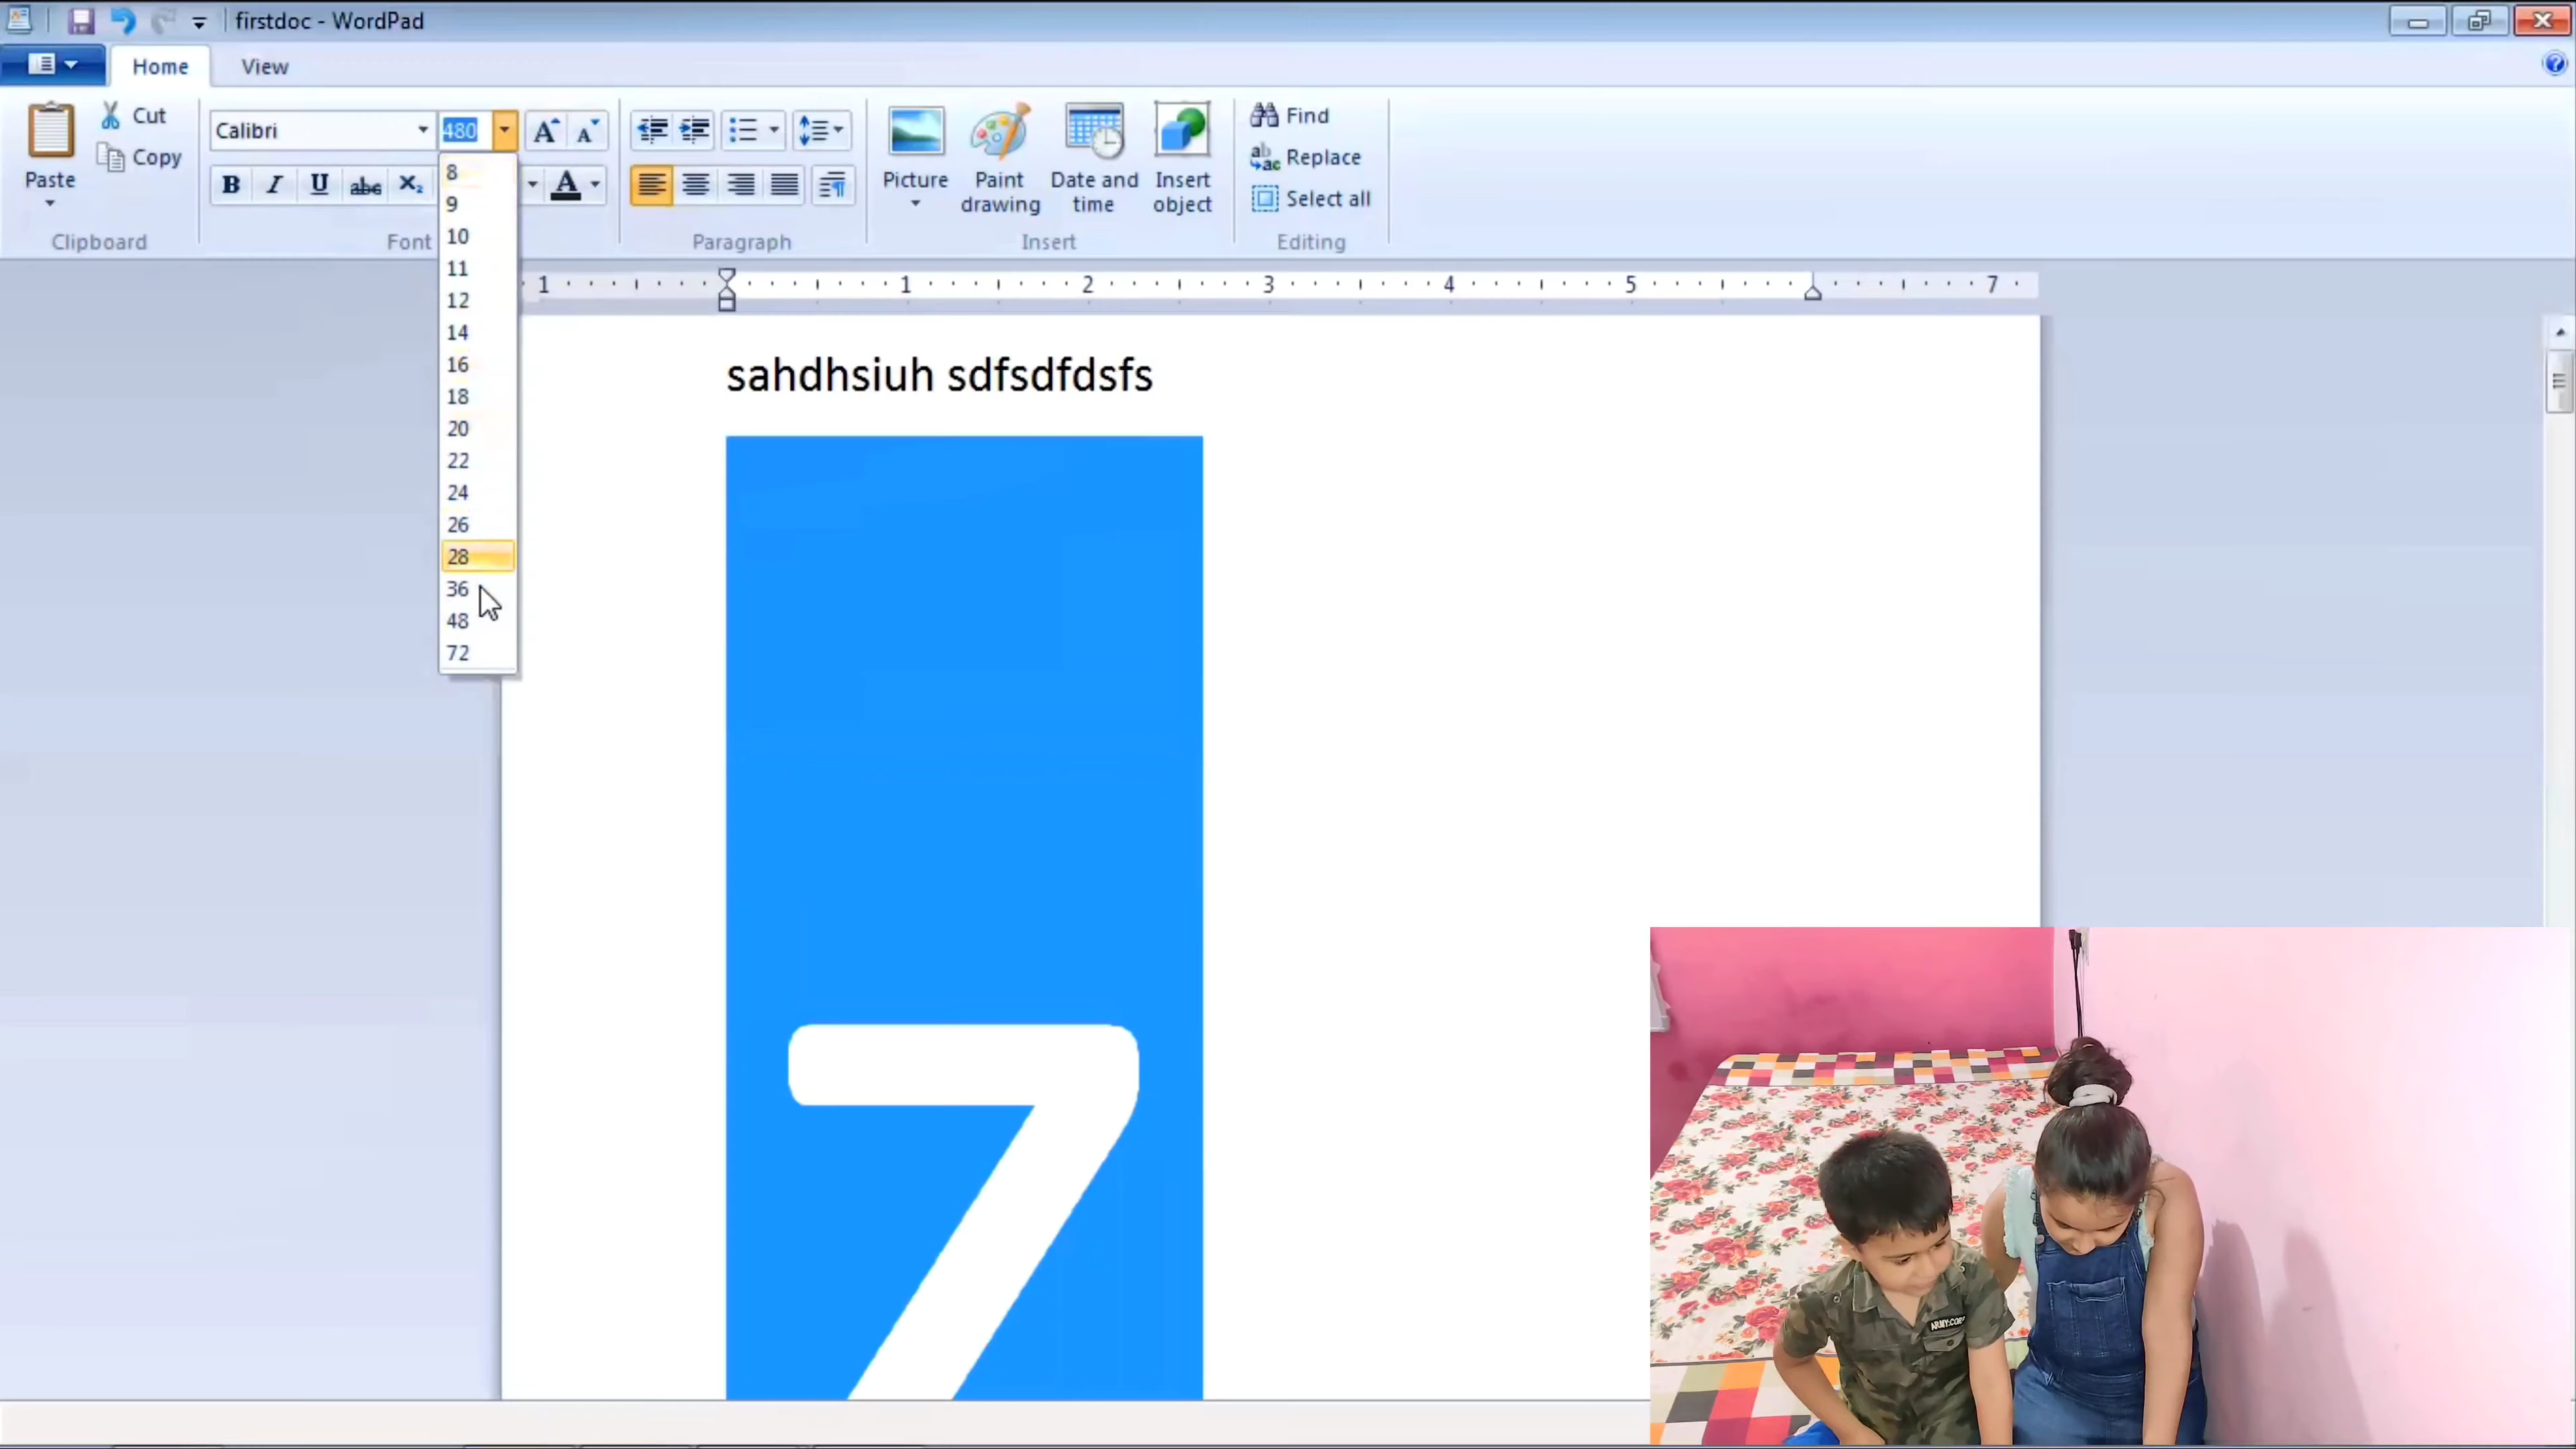 firstdoc - WordPad
Home
View
Paste
Cut
Copy
Clipboard
Calibri
480
B I U abc X₂ A
Font
Paragraph
Picture
Paint drawing
Date and time
Insert object
Insert
Find
Replace
Select all
Editing
8
9
10
11
12
14
16
18
20
22
24
26
28
36
48
72
1 1 2 3 4 5 7
sahdhsiuh sdfsdfdsfs
z